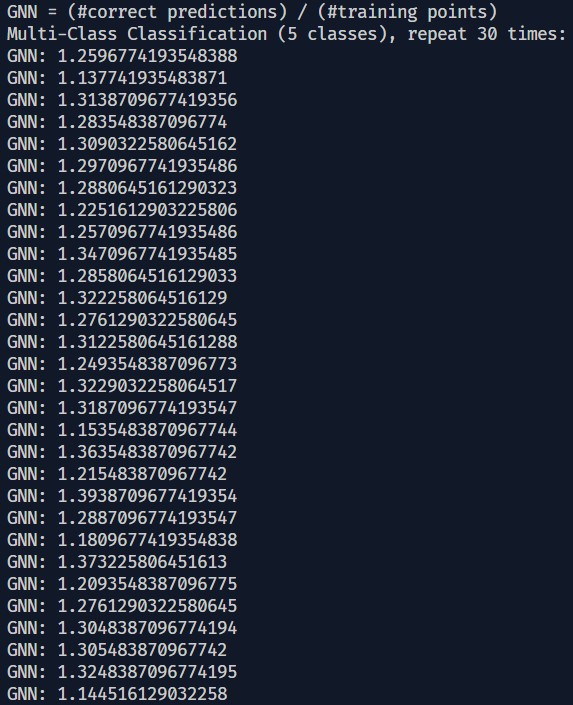 GNN = (#correct predictions) / (#training points)
Multi-Class Classification (5 classes), repeat 30 times:
GNN: 1.2596774193548388
GNN: 1.137741935483871
GNN: 1.3138709677419356
GNN: 1.283548387096774
GNN: 1.3090322580645162
GNN: 1.2970967741935486
GNN: 1.2880645161290323
GNN: 1.2251612903225806
GNN: 1.2570967741935486
GNN: 1.3470967741935485
GNN: 1.2858064516129033
GNN: 1.322258064516129
GNN: 1.2761290322580645
GNN: 1.3122580645161288
GNN: 1.2493548387096773
GNN: 1.3229032258064517
GNN: 1.3187096774193547
GNN: 1.1535483870967744
GNN: 1.3635483870967742
GNN: 1.215483870967742
GNN: 1.3938709677419354
GNN: 1.2887096774193547
GNN: 1.1809677419354838
GNN: 1.373225806451613
GNN: 1.2093548387096775
GNN: 1.2761290322580645
GNN: 1.3048387096774194
GNN: 1.305483870967742
GNN: 1.3248387096774195
GNN: 1.144516129032258